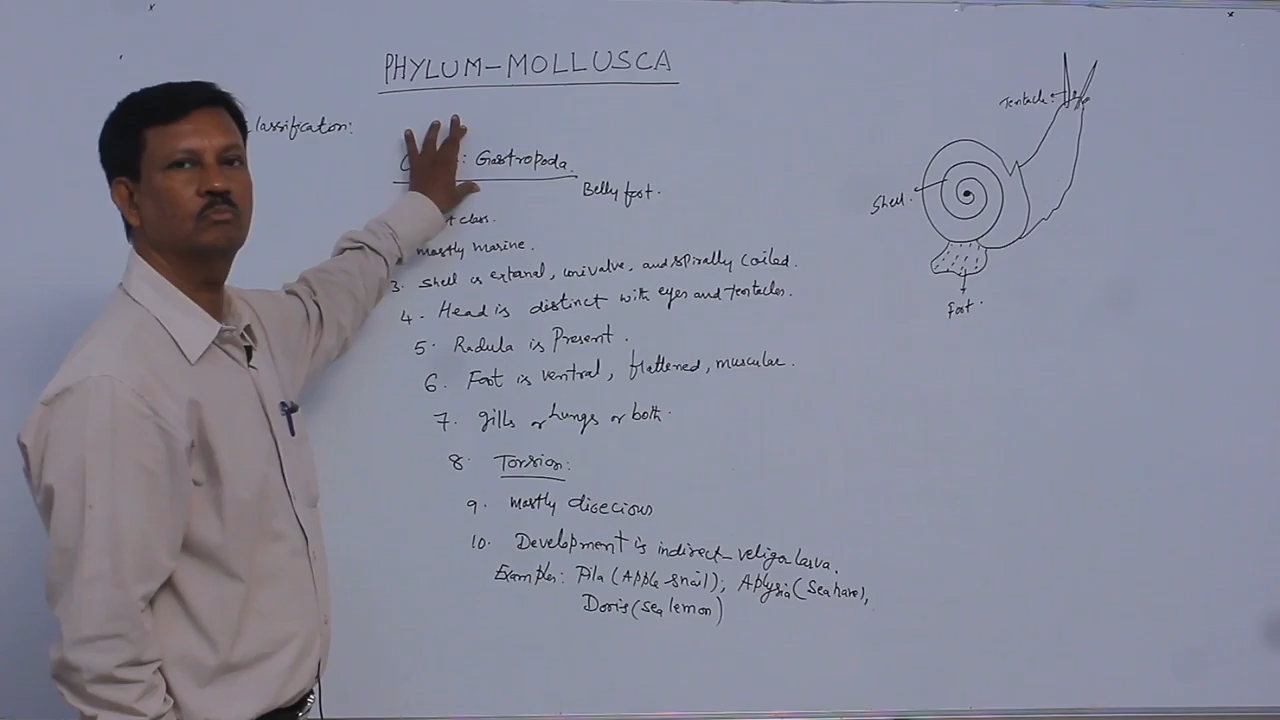 PHYLUM-MOLLUSCA
lassification:
: Gastropoda.
Belly foot.
t class.
mostly marine.
3. Shell is extanal, univalve, and spirally coiled.
4. Head is distinct with eyes and tentacles.
5. Radula is Present.
6. Foot is ventral, flattened, muscular.
7. gills or lungs or both.
8. Torsion:
9. mostly dioecious
10. Development is indirect - veliger larva.
Examples: Pila (Apple snail); Aplysia (Sea hare),
Doris (sea lemon)
Tentacle.
Shell.
foot.